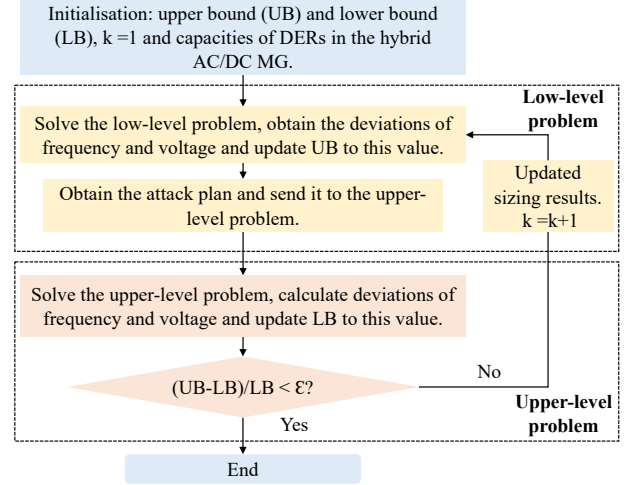 Initialisation: upper bound (UB) and lower bound
(LB), k =1 and capacities of DERs in the hybrid
AC/DC MG.
Low-level
problem
Solve the low-level problem, obtain the deviations of
frequency and voltage and update UB to this value.
Updated
sizing results.
k =k+1
Obtain the attack plan and send it to the upper-
level problem.
Solve the upper-level problem, calculate deviations of
frequency and voltage and update LB to this value.
(UB-LB)/LB < Ɛ?
No
Upper-level
problem
Yes
End